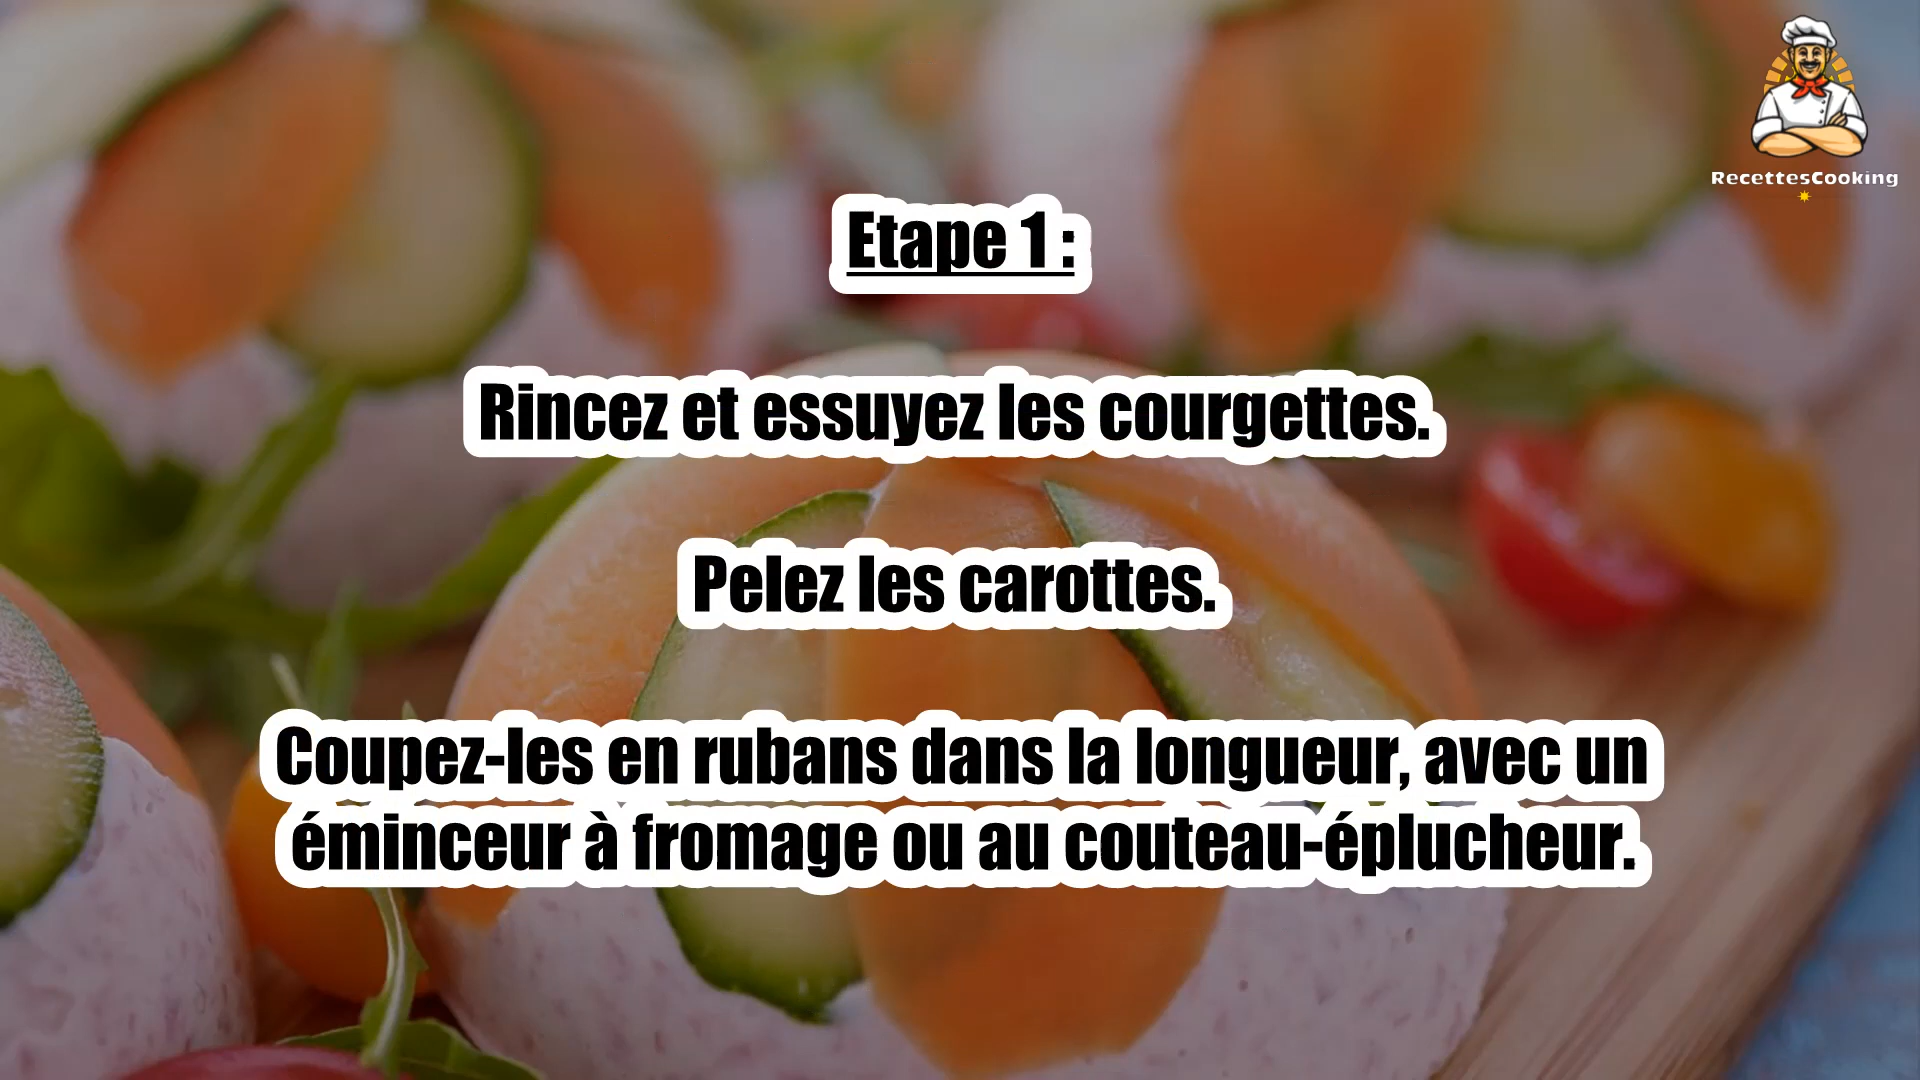 RecettesCooking
Etape 1 :
Rincez et essuyez les courgettes.
Pelez les carottes.
Coupez-les en rubans dans la longueur, avec un
éminceur à fromage ou au couteau-éplucheur.